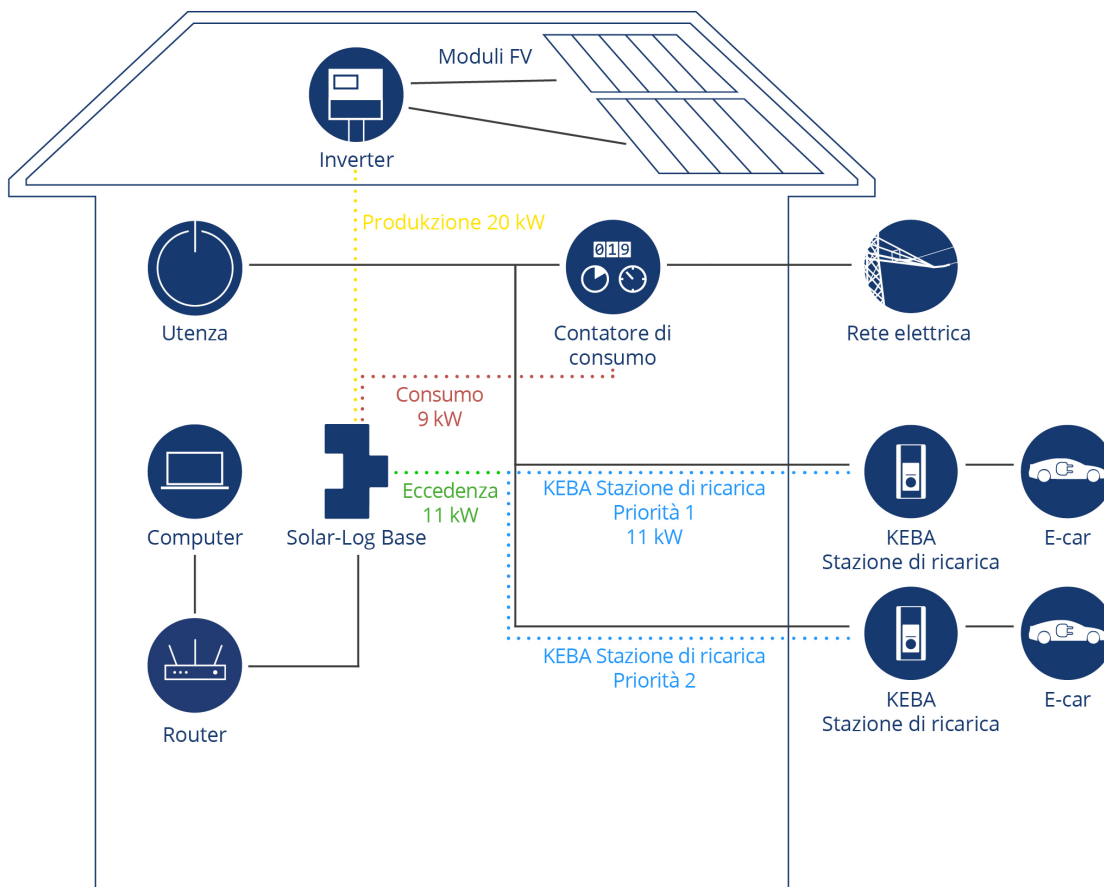 Moduli FV
Inverter
Produkzione 20 kW
019
Utenza
Contatore di
consumo
Rete elettrica
Consumo
9 kW
Eccedenza
11 kW
KEBA Stazione di ricarica
Priorità 1
11 kW
Computer
Solar-Log Base
KEBA
Stazione di ricarica
E-car
KEBA Stazione di ricarica
Priorità 2
KEBA
Stazione di ricarica
E-car
Router